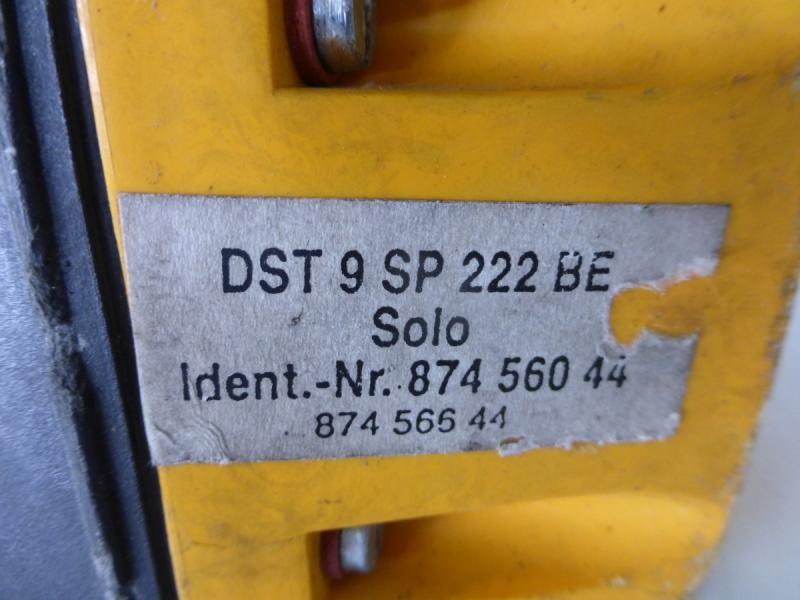 DST 9 SP 222 BE
Solo
Ident.-Nr. 874 560 44
874 566 44